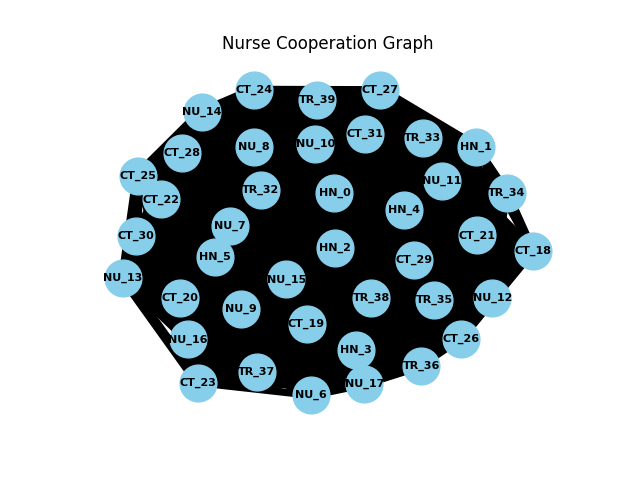 Nurse Cooperation Graph
CT_24
CT_27
TR_39
NU_14
CT_31
TR_33
NU_10
NU_8
HN_1
CT_28
CT_25
NU_11
TR_32
HN_0
TR_34
CT_22
HN_4
NU_7
CT_30
CT_21
HN_2
CT_18
HN_5
CT_29
NU_13
NU_15
CT_20
TR_38
TR_35
NU_12
NU_9
CT_19
NU_16
CT_26
HN_3
TR_36
TR_37
CT_23
NU_17
NU_6